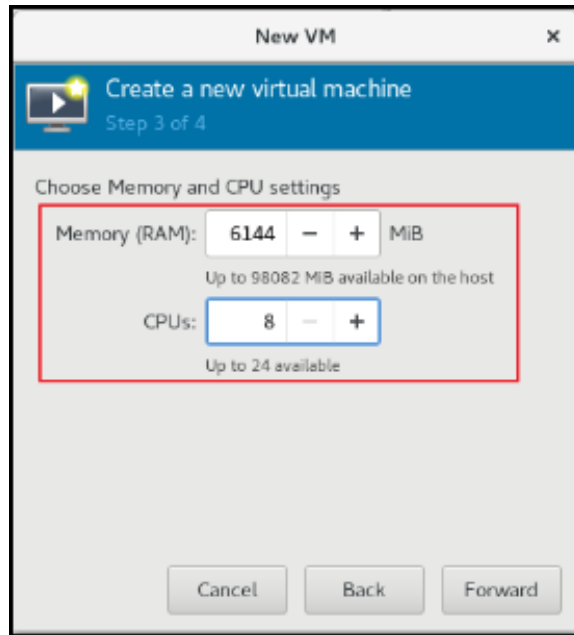 New VM ×
Create a new virtual machine
Step 3 of 4
Choose Memory and CPU settings
Memory (RAM): 6144 − + MiB
Up to 98082 MiB available on the host
CPUs: 8 − +
Up to 24 available
Cancel Back Forward